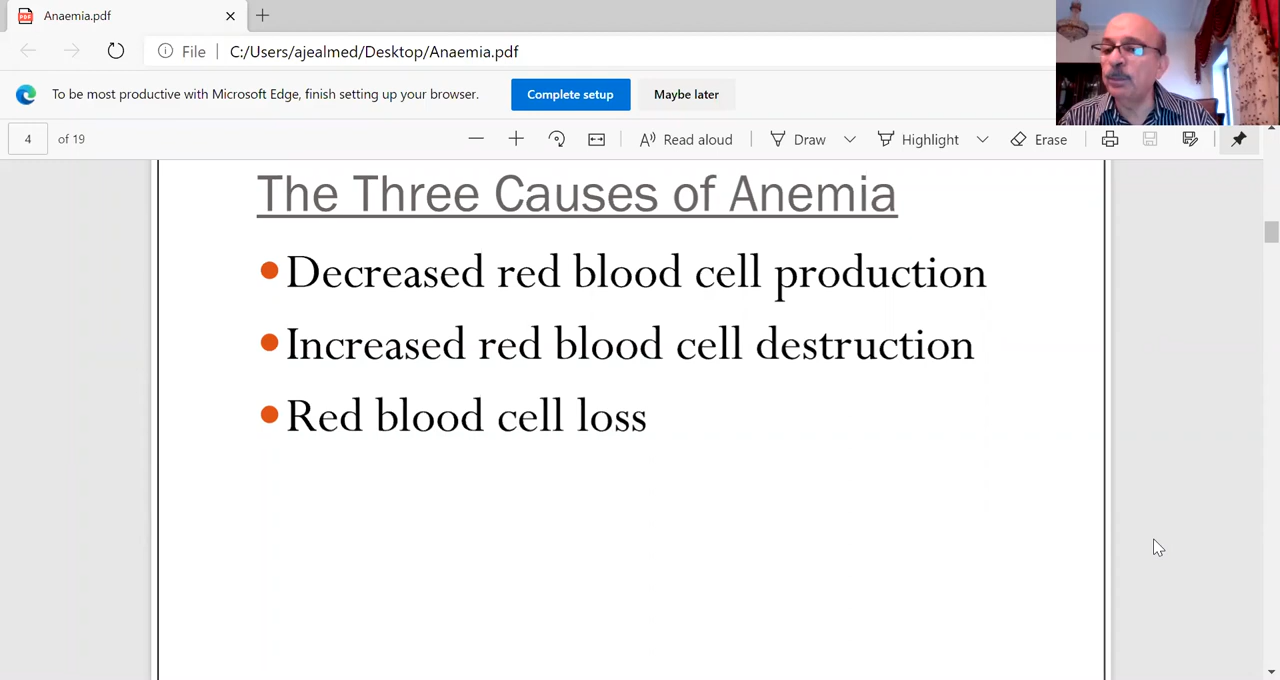 Anaemia.pdf
File
C:/Users/ajealmed/Desktop/Anaemia.pdf
To be most productive with Microsoft Edge, finish setting up your browser. Complete setup Maybe later
4 of 19 Read aloud Draw Highlight Erase
The Three Causes of Anemia
Decreased red blood cell production
Increased red blood cell destruction
Red blood cell loss